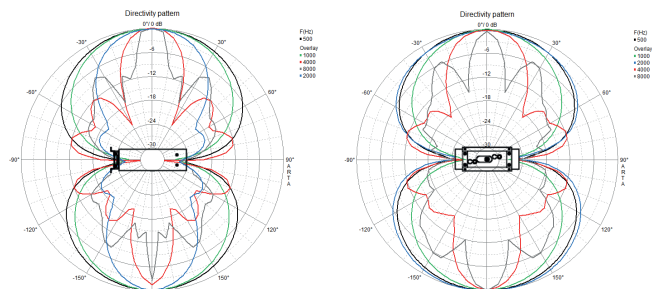 Directivity pattern
0°/ 0 dB
F(Hz)
500
Overlay
1000
4000
8000
2000
-30°
30°
-6
-12
-18
-24
-30
-60°
60°
-90°
90°
A
R
T
A
-120°
120°
-150°
150°
Directivity pattern
0°/ 0 dB
F(Hz)
500
Overlay
1000
2000
4000
8000
-30°
30°
-6
-12
-18
-24
-30
-60°
60°
-90°
90°
A
R
T
A
-120°
120°
-150°
150°